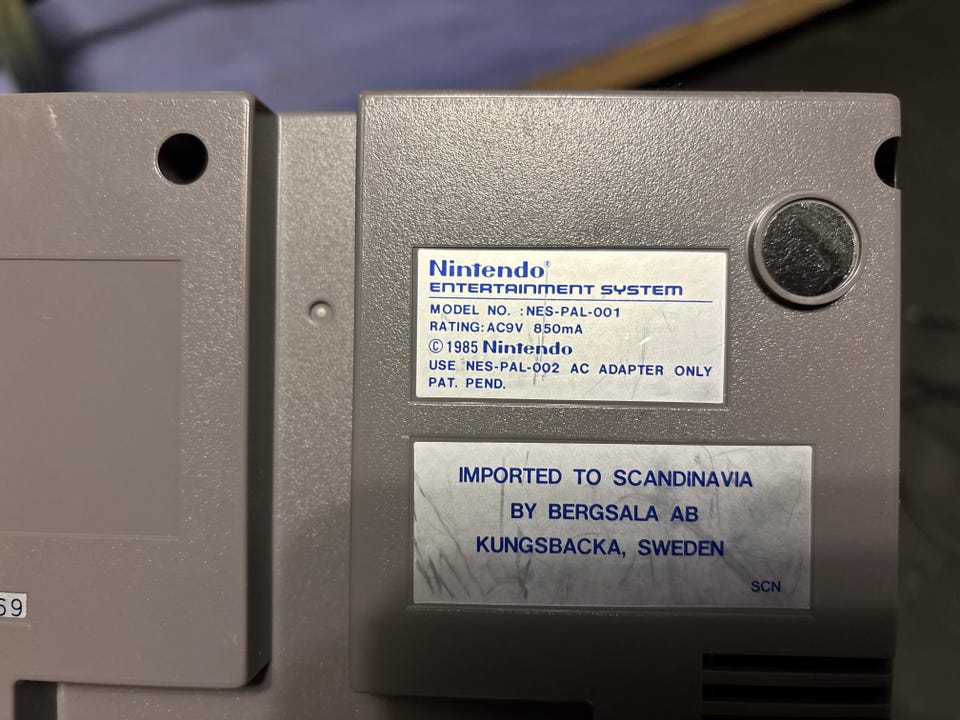 Nintendo®
ENTERTAINMENT SYSTEM
MODEL NO. :NES-PAL-001
RATING:AC9V 850mA
© 1985 Nintendo
USE NES-PAL-002 AC ADAPTER ONLY
PAT. PEND.
IMPORTED TO SCANDINAVIA
BY BERGSALA AB
KUNGSBACKA, SWEDEN
SCN
69